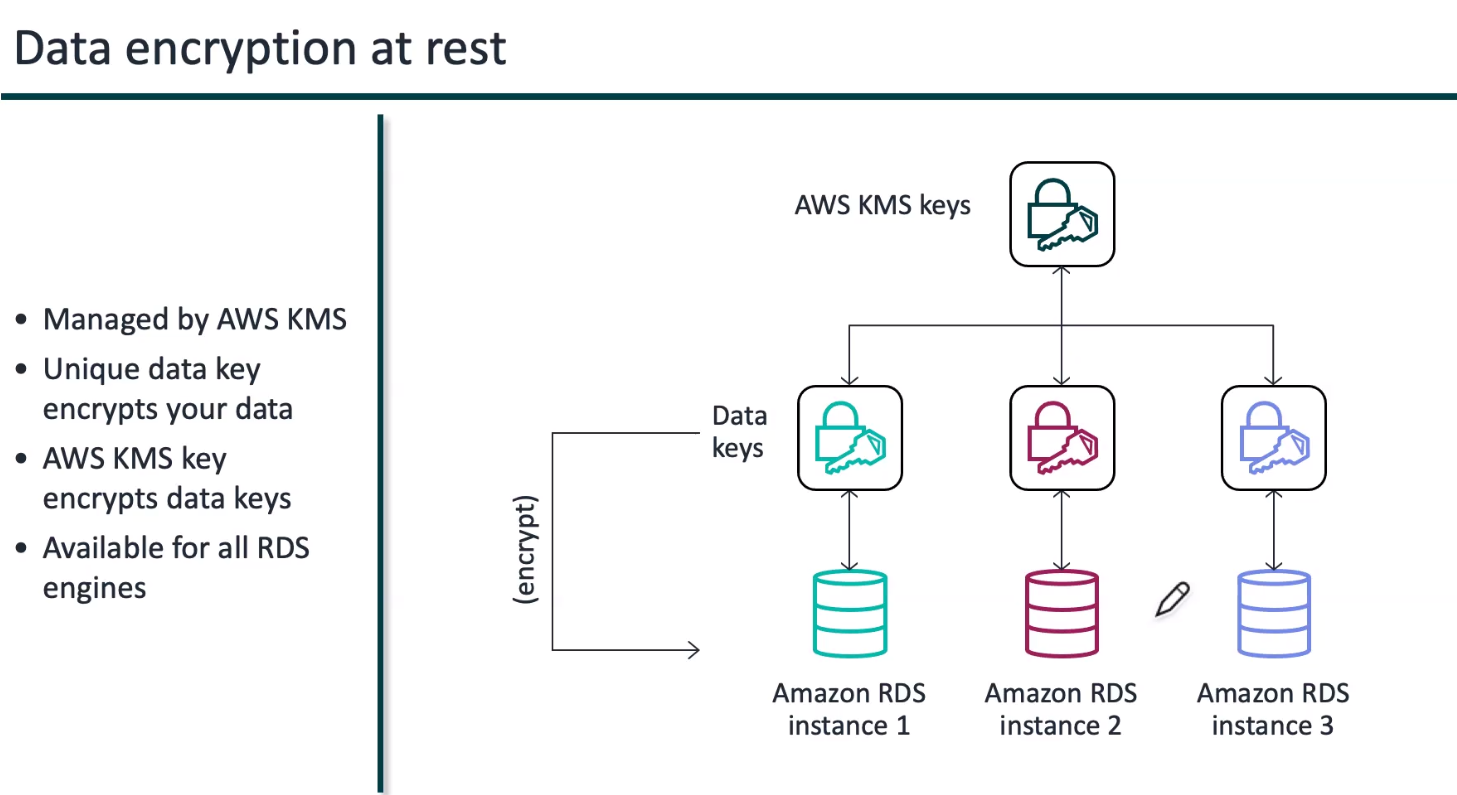 Data encryption at rest
• Managed by AWS KMS
• Unique data key
encrypts your data
• AWS KMS key
encrypts data keys
• Available for all RDS
engines
AWS KMS keys
Data
keys
(encrypt)
Amazon RDS
instance 1
Amazon RDS
instance 2
Amazon RDS
instance 3